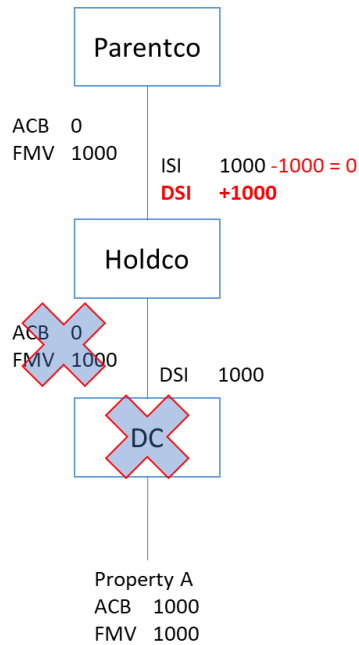 Parentco
ACB 0
FMV 1000
ISI 1000 -1000 = 0
DSI +1000
Holdco
ACB 0
FMV 1000
DSI 1000
DC
Property A
ACB 1000
FMV 1000